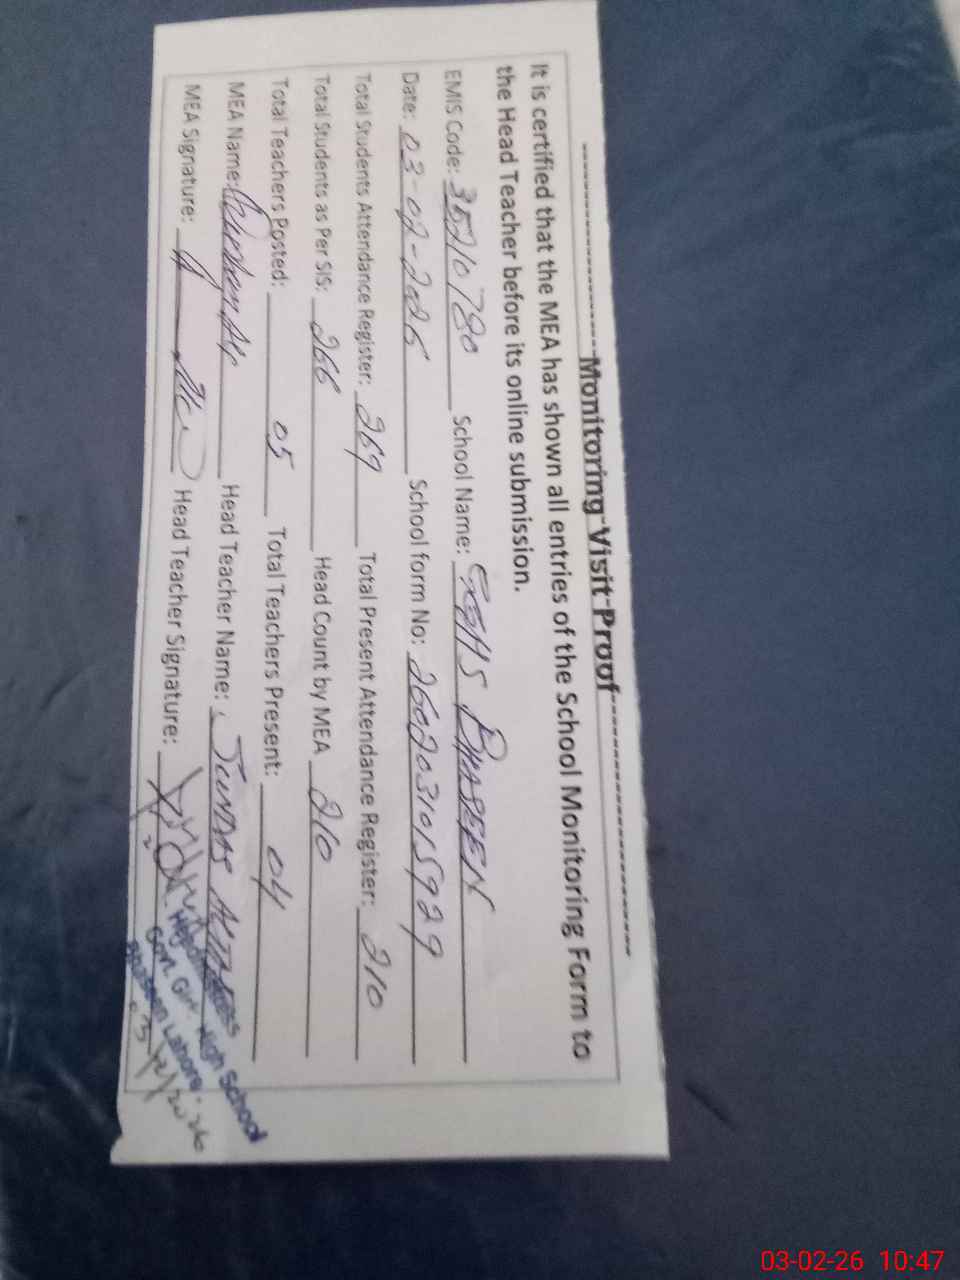 Monitoring Visit Proof
It is certified that the MEA has shown all entries of the School Monitoring Form to
the Head Teacher before its online submission.
EMIS Code: 35210780 School Name: GGHS BHASEEN
Date: 03-02-2026 School form No: 2602031015929
Total Students Attendance Register: 269 Total Present Attendance Register: 210
Total Students as Per SIS: 266 Head Count by MEA 210
Total Teachers Posted: 05 Total Teachers Present: 04
MEA Name: Head Teacher Name:
MEA Signature: Head Teacher Signature:
Govt. Girls High School
Bhaseen Lahore.
03-02-26 10:47